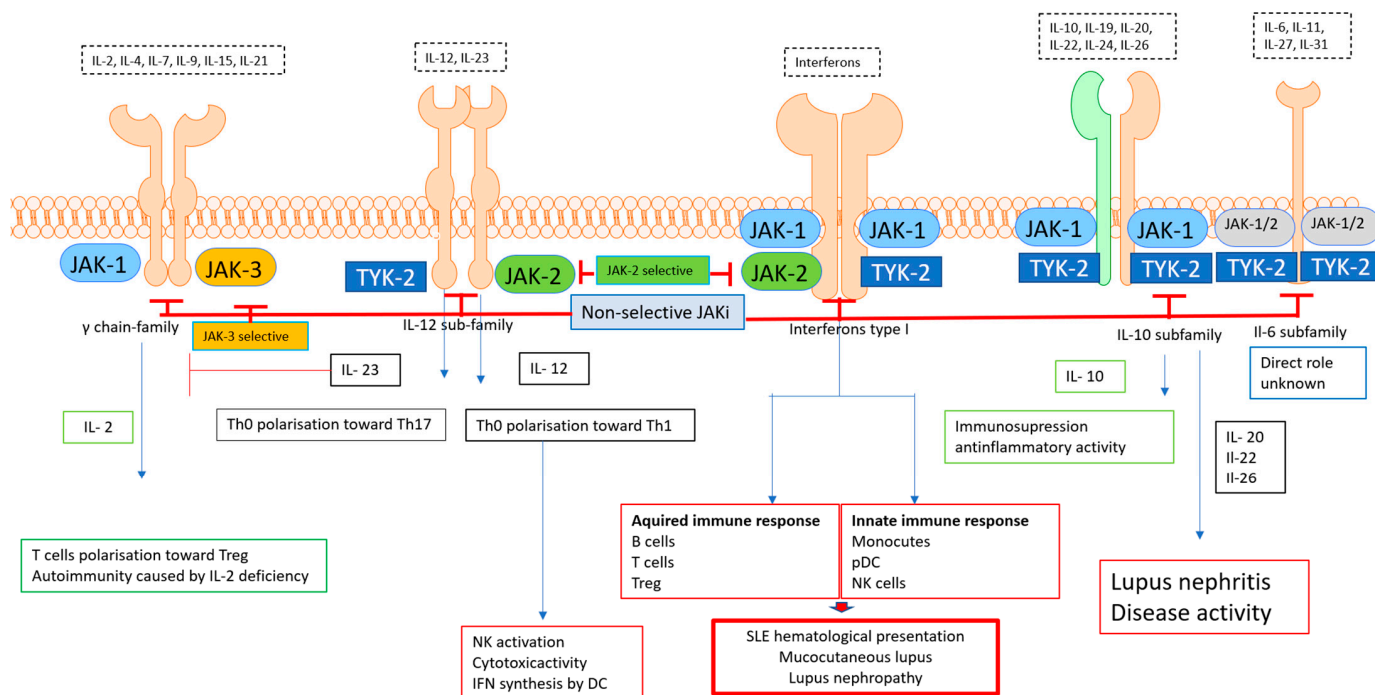 IL-2, IL-4, IL-7, IL-9, IL-15, IL-21
IL-12, IL-23
Interferons
IL-10, IL-19, IL-20,
IL-22, IL-24, IL-26
IL-6, IL-11,
IL-27, IL-31
JAK-1
JAK-3
TYK-2
JAK-2
JAK-2 selective
JAK-1
JAK-2
JAK-1
TYK-2
JAK-1
TYK-2
JAK-1
TYK-2
JAK-1/2
TYK-2
JAK-1/2
TYK-2
γ chain-family
JAK-3 selective
IL-12 sub-family
Non-selective JAKi
Interferons type I
IL-10 subfamily
Il-6 subfamily
IL- 23
IL- 12
IL- 10
Direct role
unknown
IL- 2
Th0 polarisation toward Th17
Th0 polarisation toward Th1
Immunosupression
antinflammatory activity
IL- 20
Il-22
Il-26
T cells polarisation toward Treg
Autoimmunity caused by IL-2 deficiency
Aquired immune response
B cells
T cells
Treg
Innate immune response
Monocutes
pDC
NK cells
Lupus nephritis
Disease activity
NK activation
Cytotoxicactivity
IFN synthesis by DC
SLE hematological presentation
Mucocutaneous lupus
Lupus nephropathy